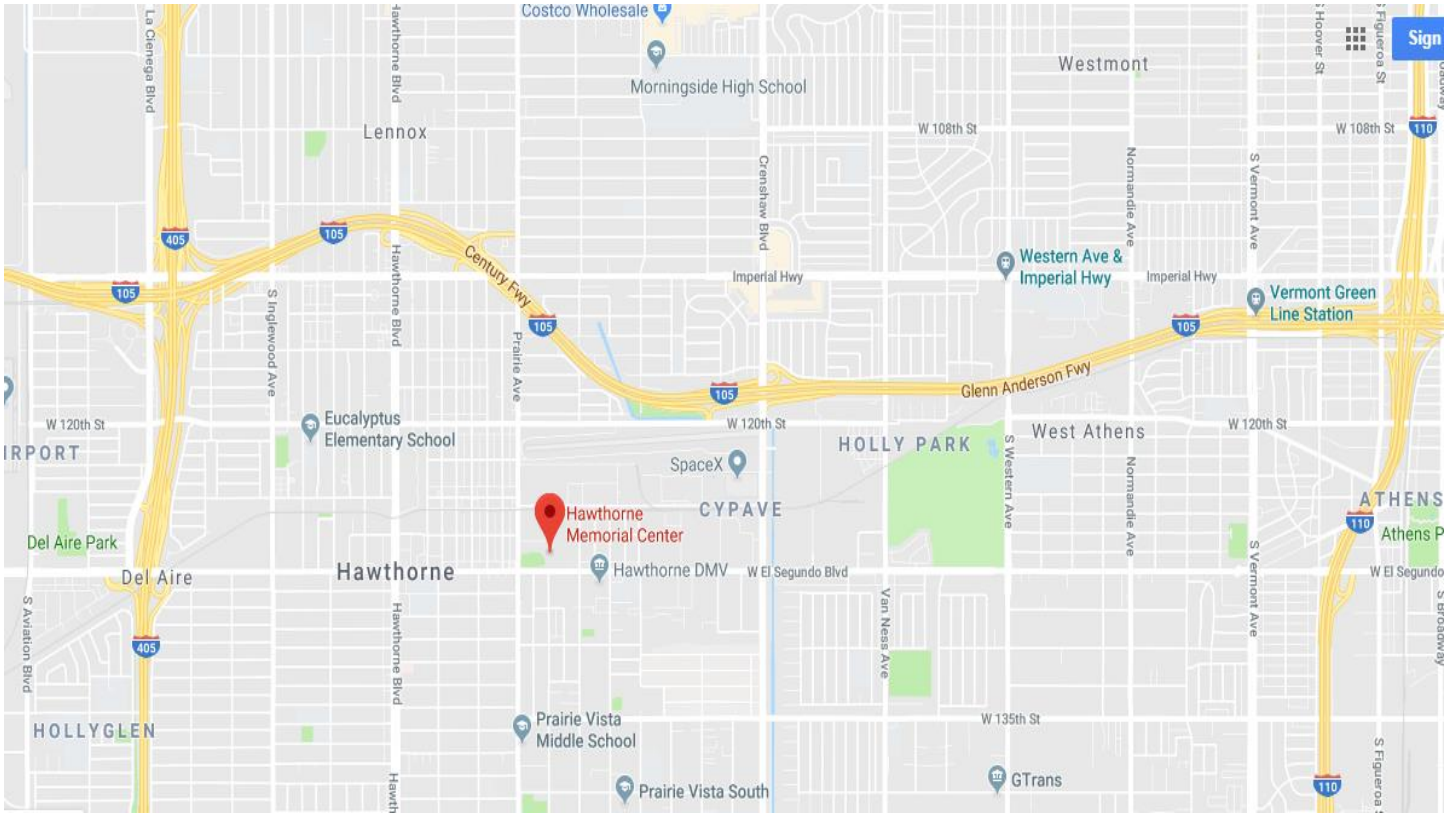 Costco Wholesale
La Cienega Blvd
Hawthorne Blvd
S Hoover St
S Figueroa St
Sign
Morningside High School
Westmont
Lennox
W 108th St
W 108th St
110
Crenshaw Blvd
Normandie Ave
S Vermont Ave
405
105
Hawthorne Blvd
Century Fwy
Imperial Hwy
Western Ave &
Imperial Hwy
Imperial Hwy
105
S Inglewood Ave
Vermont Green
Line Station
105
Prairie Ave
105
105
Glenn Anderson Fwy
W 120th St
Eucalyptus
Elementary School
W 120th St
HOLLY PARK
West Athens
W 120th St
IRPORT
SpaceX
S Western Ave
Normandie Ave
CYPAVE
ATHENS
Hawthorne
Memorial Center
110
Athens P
Del Aire Park
Del Aire
Hawthorne
Hawthorne DMV
W El Segundo Blvd
W El Segundo
S Vermont Ave
S Aviation Blvd
Hawthorne Blvd
Van Ness Ave
S Broadway
405
HOLLYGLEN
Prairie Vista
Middle School
W 135th St
S Figueroa S
Prairie Vista South
GTrans
110
Hawth